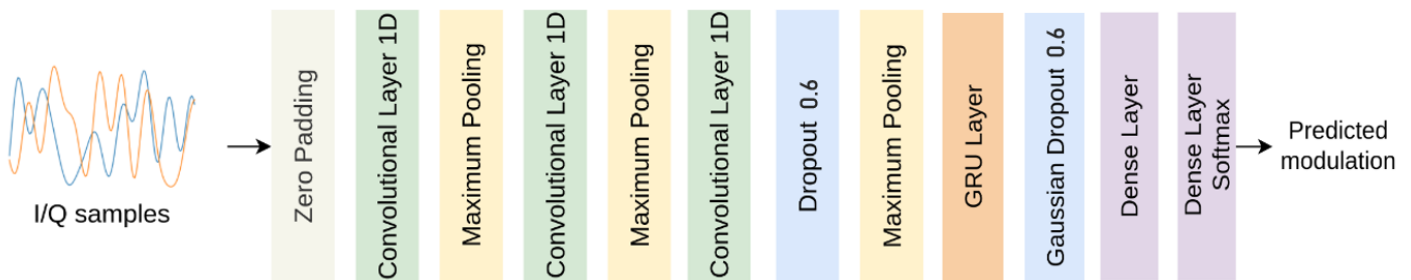 I/Q samples
Zero Padding
Convolutional Layer 1D
Maximum Pooling
Convolutional Layer 1D
Maximum Pooling
Convolutional Layer 1D
Dropout 0.6
Maximum Pooling
GRU Layer
Gaussian Dropout 0.6
Dense Layer
Dense Layer
Softmax
Predicted
modulation